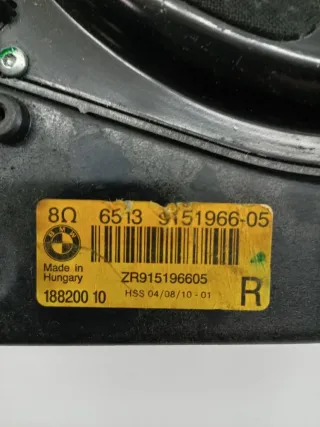 8Ω 6513 9151966-05
BMW
Made in
Hungary
ZR915196605
188200 10
HSS 04/08/10-01
R